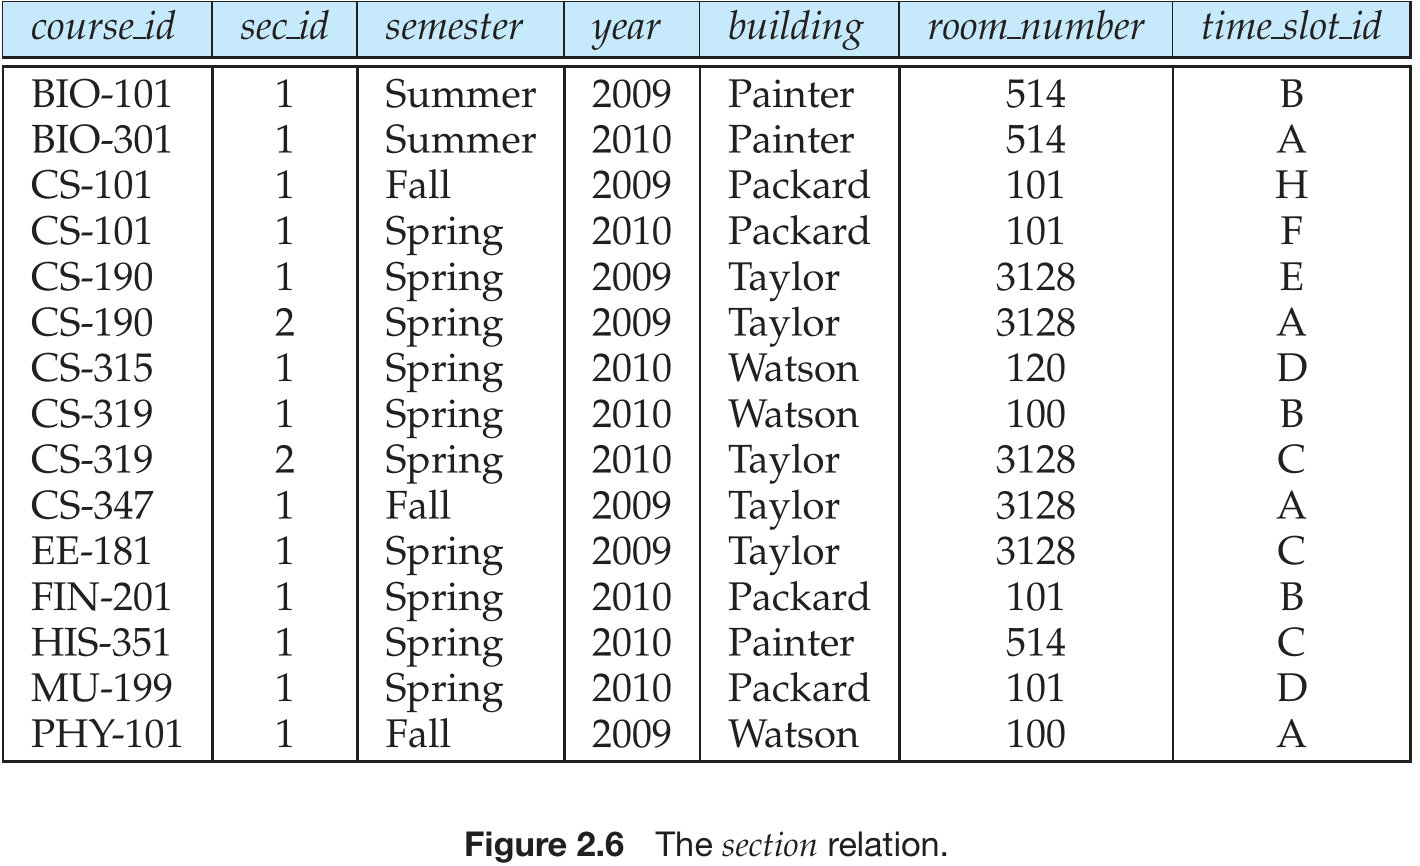 course_id sec_id semester year building room_number time_slot_id
BIO-101 1 Summer 2009 Painter 514 B
BIO-301 1 Summer 2010 Painter 514 A
CS-101 1 Fall 2009 Packard 101 H
CS-101 1 Spring 2010 Packard 101 F
CS-190 1 Spring 2009 Taylor 3128 E
CS-190 2 Spring 2009 Taylor 3128 A
CS-315 1 Spring 2010 Watson 120 D
CS-319 1 Spring 2010 Watson 100 B
CS-319 2 Spring 2010 Taylor 3128 C
CS-347 1 Fall 2009 Taylor 3128 A
EE-181 1 Spring 2009 Taylor 3128 C
FIN-201 1 Spring 2010 Packard 101 B
HIS-351 1 Spring 2010 Painter 514 C
MU-199 1 Spring 2010 Packard 101 D
PHY-101 1 Fall 2009 Watson 100 A
Figure 2.6 The section relation.